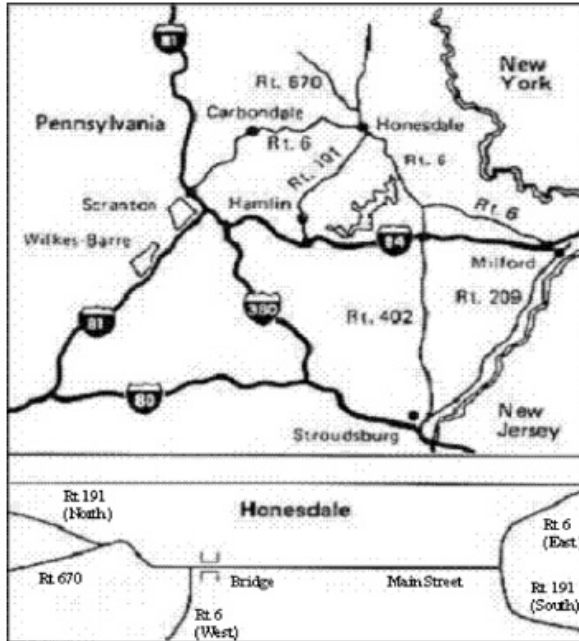 81
New
York
Rt. 670
Carbondale
Pennsylvania
Honesdale
Rt. 6
Rt. 191
Rt. 6
Scranton
Hamlin
Rt. 6
Wilkes-Barre
84
Milford
Rt. 209
81
380
Rt. 402
80
New
Jersey
Stroudsburg
Rt 191
(North)
Honesdale
Rt 6
(East)
Rt 670
Bridge
Main Street
Rt 191
(South)
Rt 6
(West)